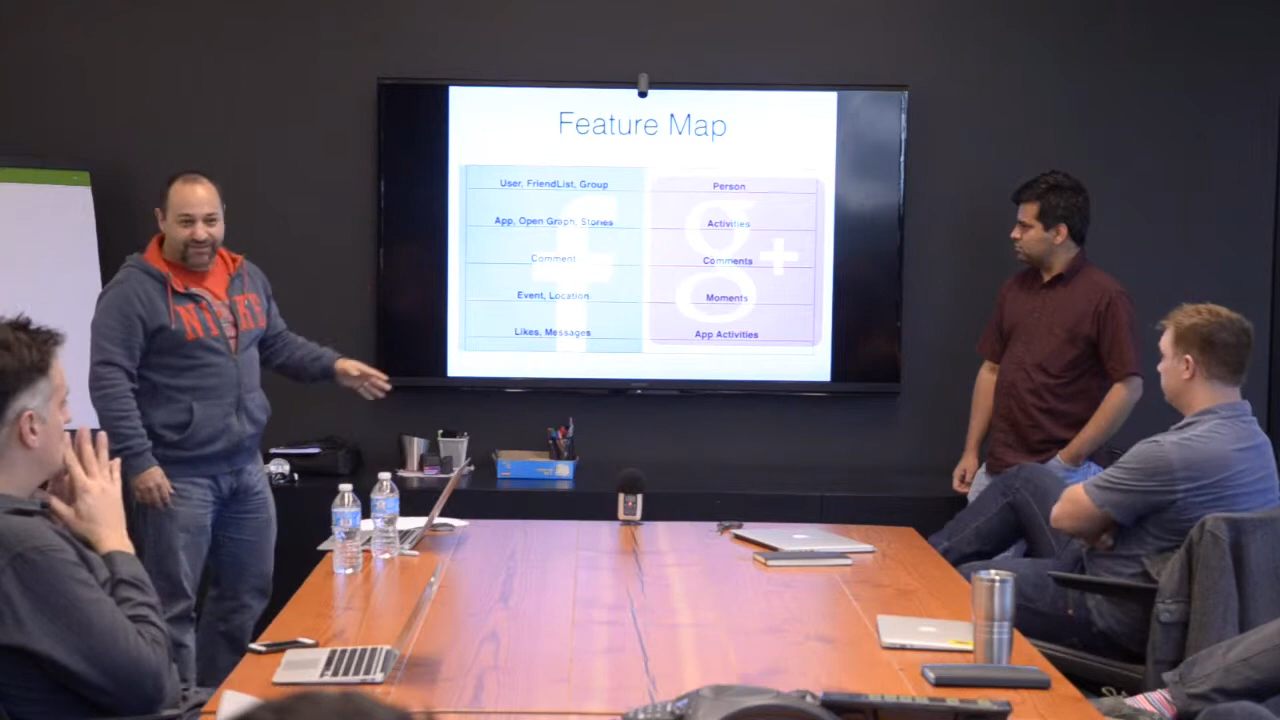 Feature Map
User, FriendList, Group
Person
App, Open Graph, Stories
Activities
Comment
Comments
Event, Location
Moments
Likes, Messages
App Activities
f
g+